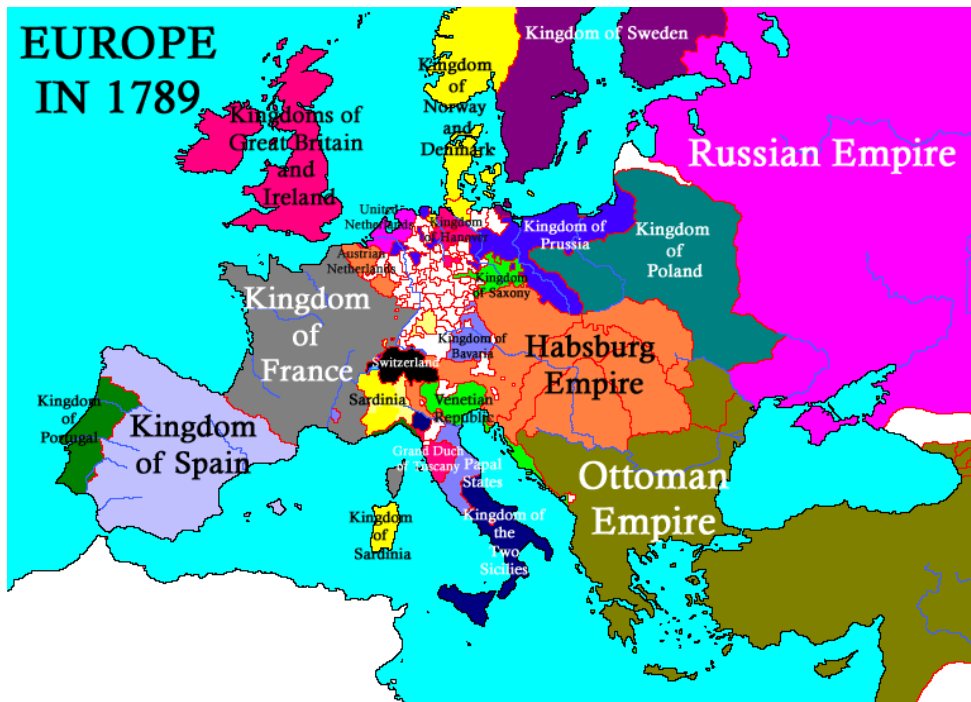 EUROPE
IN 1789
Kingdom of Sweden
Kingdom
of
Norway
and
Denmark
Kingdoms of
Great Britain
and
Ireland
Russian Empire
United
Netherlands
Kingdom
of Hanover
Kingdom of
Prussia
Kingdom
of
Poland
Austrian
Netherlands
Kingdom
of Saxony
Kingdom
of
France
Kingdom of
Bavaria
Habsburg
Empire
Switzerland
Sardinia
Venetian
Republic
Kingdom
of
Portugal
Kingdom
of Spain
Grand Duch
of Tuscany
Papal
States
Ottoman
Empire
Kingdom
of
Sardinia
Kingdom of
the
Two
Sicilies